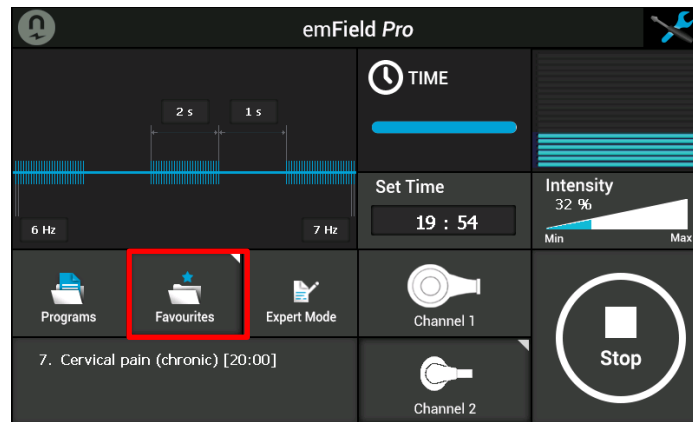 emField Pro
TIME
2 s
1 s
6 Hz
7 Hz
Set Time
19 : 54
Intensity
32 %
Min
Max
Programs
Favourites
Expert Mode
Channel 1
Stop
7. Cervical pain (chronic) [20:00]
Channel 2